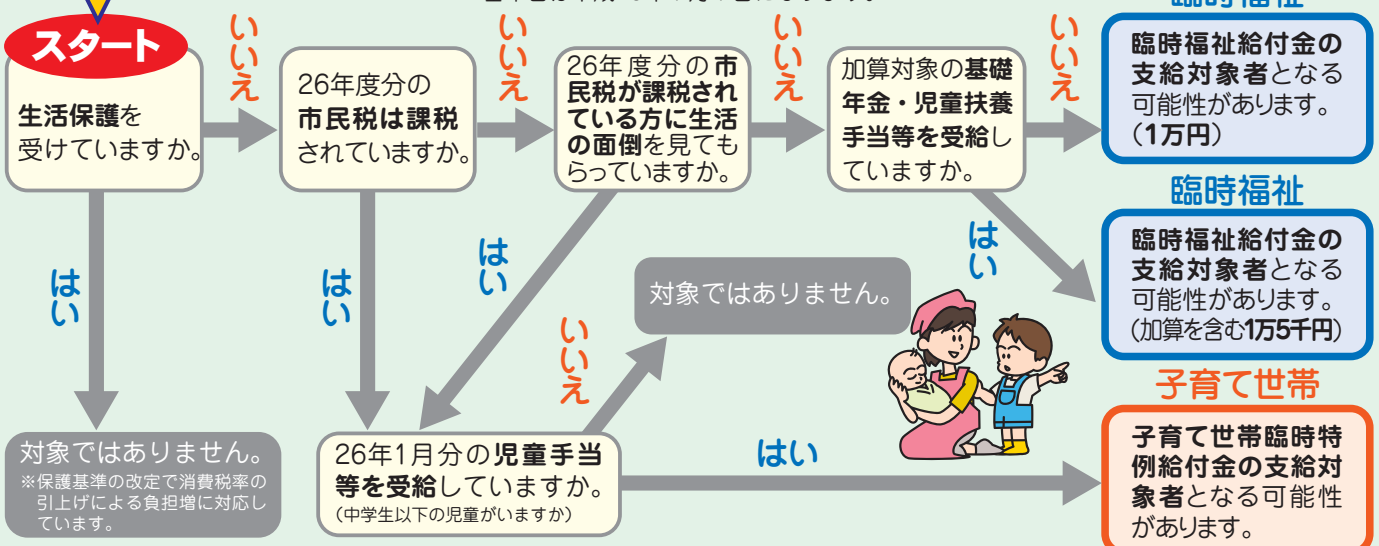 臨時福祉
スタート
生活保護を
受けていますか。
いいえ
26年度分の
市民税は課税
されていますか。
いいえ
26年度分の市
民税が課税され
ている方に生活
の面倒を見ても
らっていますか。
いいえ
加算対象の基礎
年金・児童扶養
手当等を受給し
ていますか。
いいえ
臨時福祉給付金の
支給対象者となる
可能性があります。
(1万円)
はい
はい
はい
いいえ
はい
対象ではありません。
臨時福祉
臨時福祉給付金の
支給対象者となる
可能性があります。
(加算を含む1万5千円)
対象ではありません。
※保護基準の改定で消費税率の
引上げによる負担増に対応し
ています。
26年1月分の児童手当
等を受給していますか。
(中学生以下の児童がいますか)
はい
子育て世帯
子育て世帯臨時特
例給付金の支給対
象者となる可能性
があります。